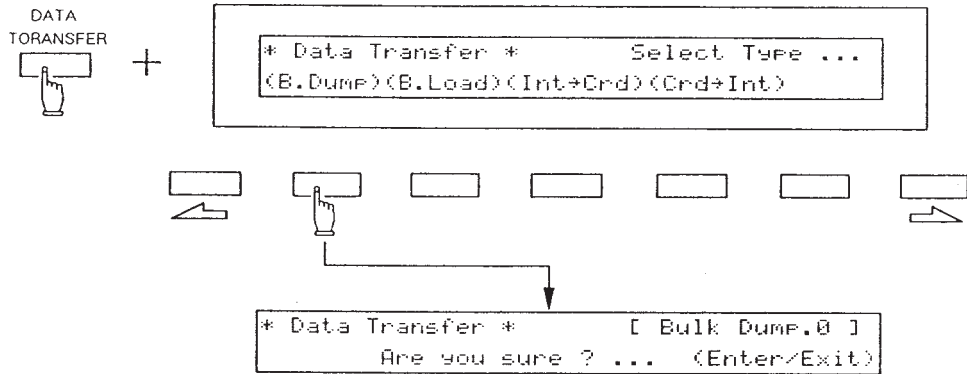 DATA
TORANSFER
* Data Transfer * Select Type ...
(B.Dump)(B.Load)(Int→Crd)(Crd→Int)
* Data Transfer * [ Bulk Dump.0 ]
Are you sure ? ... (Enter/Exit)